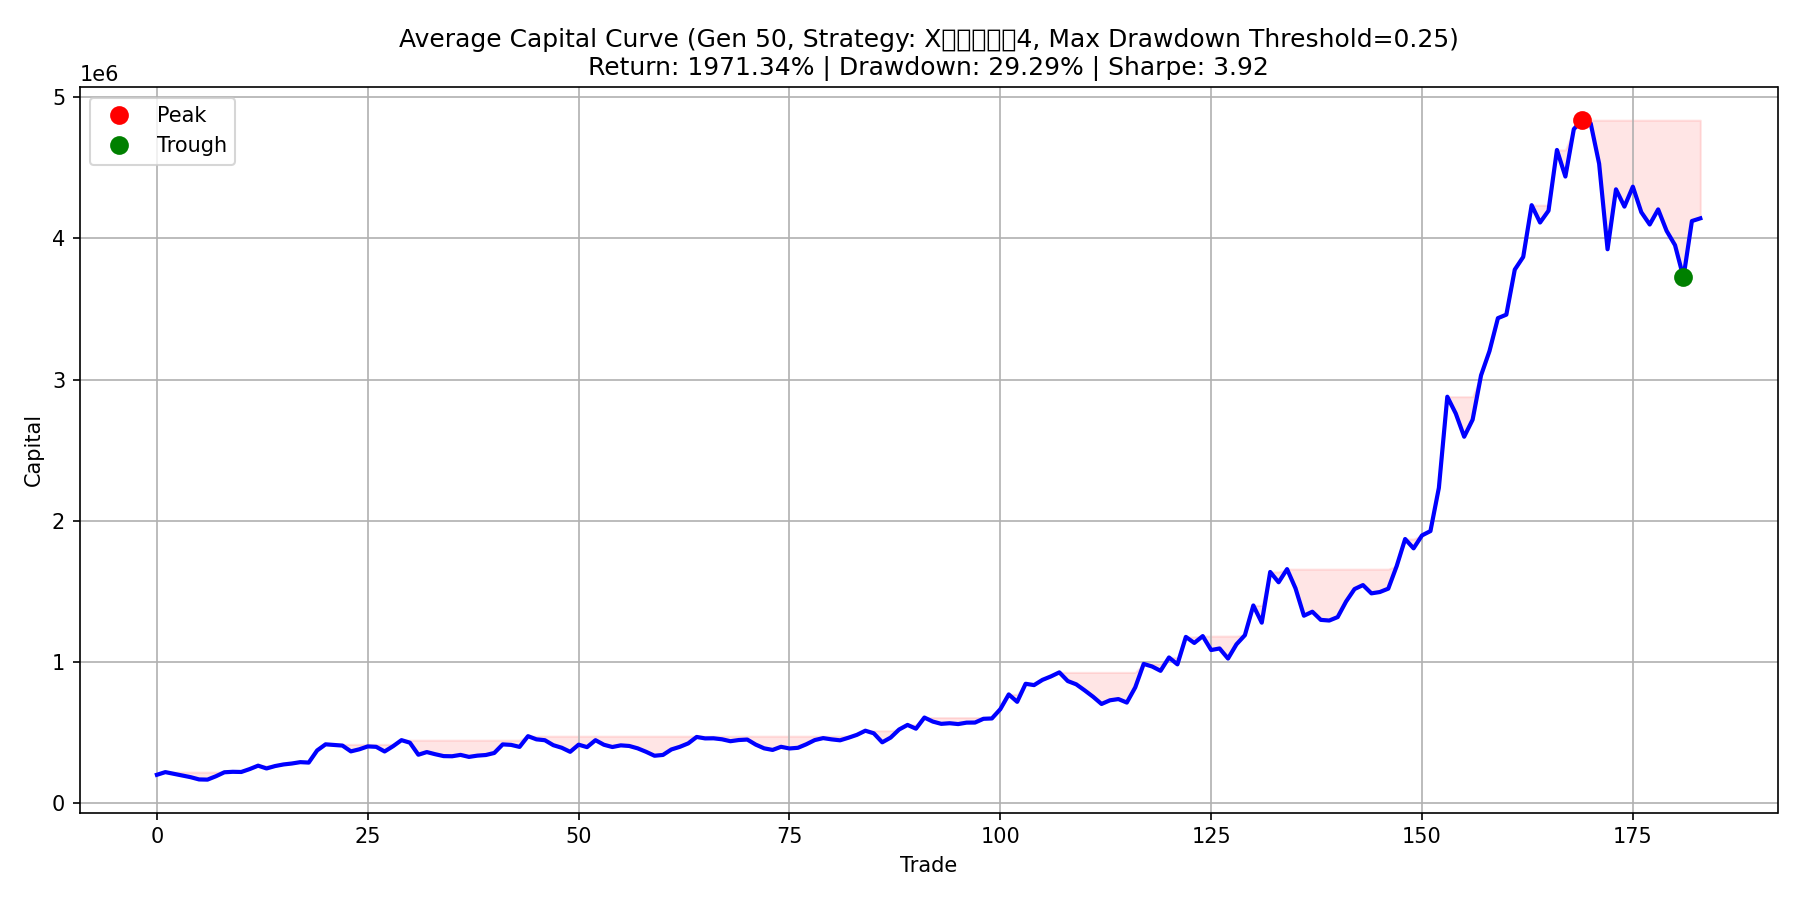 Average Capital Curve (Gen 50, Strategy: X□□□□□4, Max Drawdown Threshold=0.25)
Return: 1971.34% | Drawdown: 29.29% | Sharpe: 3.92
1e6
Peak
Trough
5
4
3
2
1
0
Capital
0 25 50 75 100 125 150 175
Trade